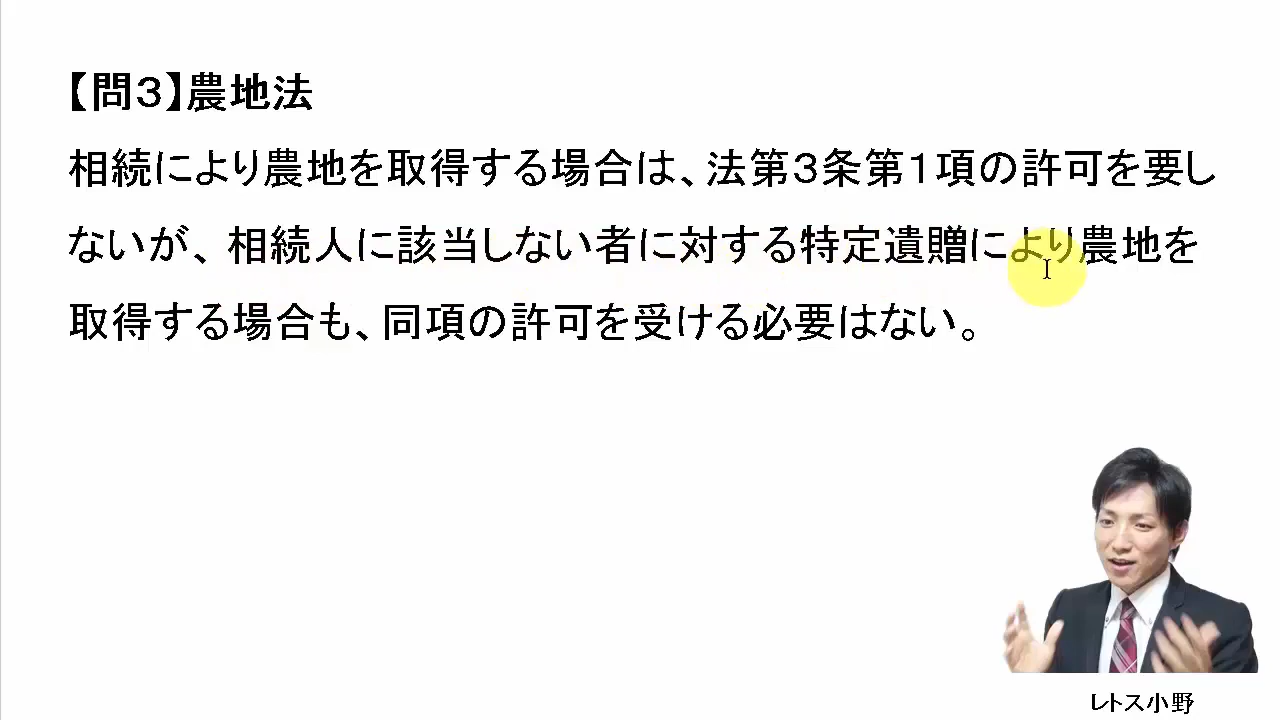 【問３】農地法
相続により農地を取得する場合は、法第３条第１項の許可を要し
ないが、相続人に該当しない者に対する特定遺贈により農地を
取得する場合も、同項の許可を受ける必要はない。
レトス小野